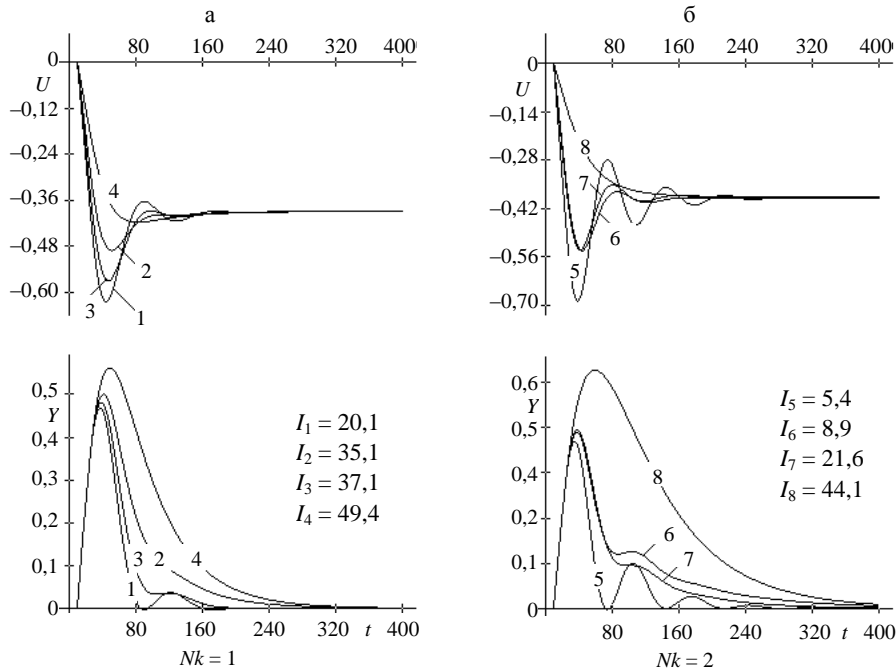 а
б
80 160 240 320 400
80 160 240 320 400
0
U
–0,12
–0,24
–0,36
–0,48
–0,60
4
2
3
1
0
U
–0,14
–0,28
–0,42
–0,56
–0,70
8
7
6
5
0,5
Y
0,4
0,3
0,2
0,1
0
I1 = 20,1
I2 = 35,1
I3 = 37,1
I4 = 49,4
1
3
2
4
80 160 240 320 t 400
Nk = 1
0,6
Y
0,5
0,4
0,2
0,1
0
I5 = 5,4
I6 = 8,9
I7 = 21,6
I8 = 44,1
8
6
7
5
80 160 240 320 t 400
Nk = 2